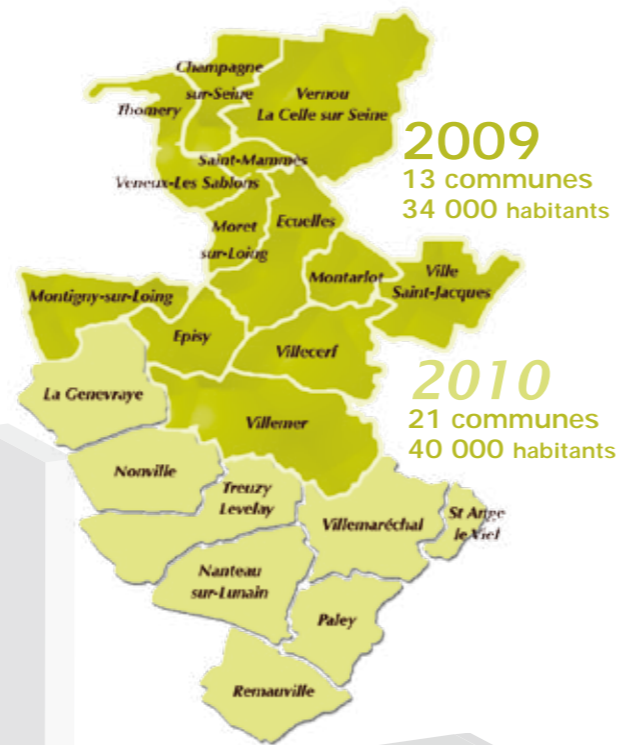 Champagne
sur-Seine
Vernou
La Celle sur Seine
Thomery
Saint-Mammès
Veneux-Les Sablons
2009
13 communes
34 000 habitants
Ecuelles
Moret
sur-Loing
Montarlot
Ville
Saint-Jacques
Montigny-sur-Loing
Episy
Villecerf
2010
21 communes
40 000 habitants
La Genevraye
Villemer
Nonville
Treuzy
Levelay
Villemaréchal
St Ange
le Viel
Nanteau
sur-Lunain
Paley
Remauville